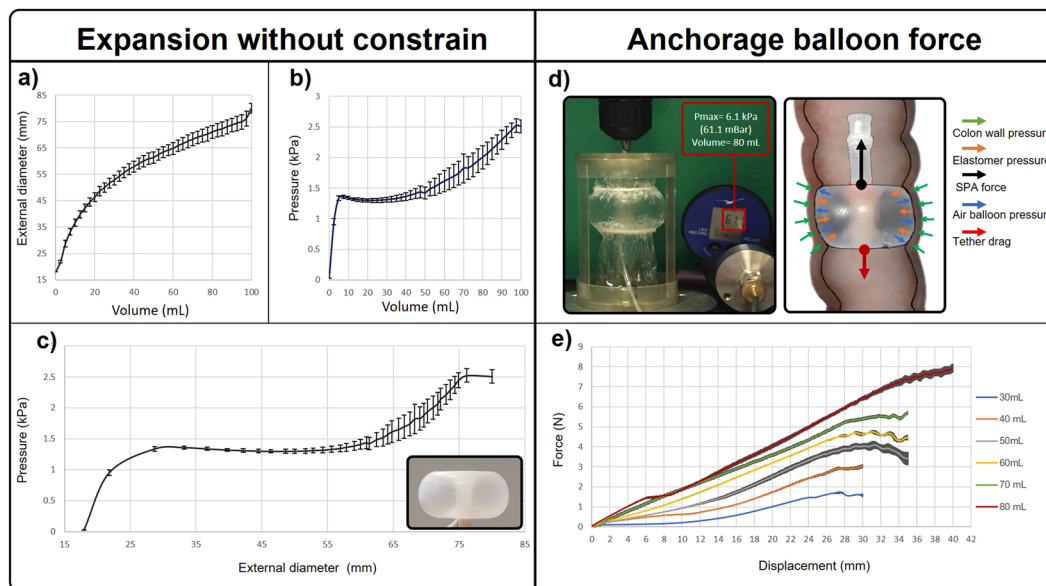 Expansion without constrain
Anchorage balloon force
a)
External diameter (mm)
85
75
65
55
45
35
25
15
0
20
40
60
80
100
Volume (mL)
b)
Pressure (kPa)
3
2.5
2
1.5
1
0.5
0
0
10
20
30
40
50
60
70
80
90
100
Volume (mL)
c)
Pressure (kPa)
2.5
2
1.5
1
0.5
0
15
25
35
45
55
65
75
85
External diameter (mm)
d)
Pmax= 6.1 kPa
(61.1 mBar)
Volume= 80 mL
Colon wall pressure
Elastomer pressure
SPA force
Air balloon pressure
Tether drag
e)
Force (N)
9
8
7
6
5
4
3
2
1
0
0
2
4
6
8
10
12
14
16
18
20
22
24
26
28
30
32
34
36
38
40
42
Displacement (mm)
30mL
40 mL
50mL
60mL
70 mL
80 mL